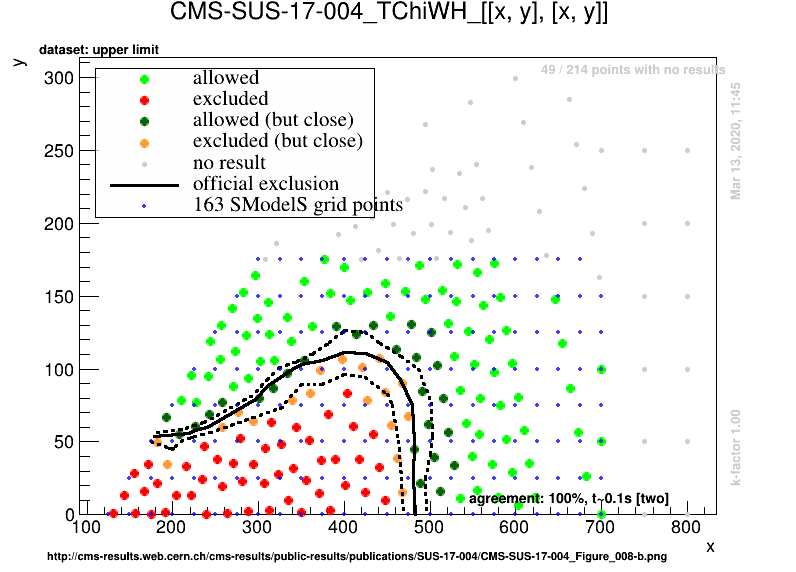 CMS-SUS-17-004_TChiWH_[[x, y], [x, y]]
dataset: upper limit
y
49 / 214 points with no results
allowed
excluded
allowed (but close)
excluded (but close)
no result
official exclusion
163 SModelS grid points
Mar 13, 2020, 11:45
k-factor 1.00
300
250
200
150
100
50
0
agreement: 100%, t~0.1s [two]
100 200 300 400 500 600 700 800
x
http://cms-results.web.cern.ch/cms-results/public-results/publications/SUS-17-004/CMS-SUS-17-004_Figure_008-b.png